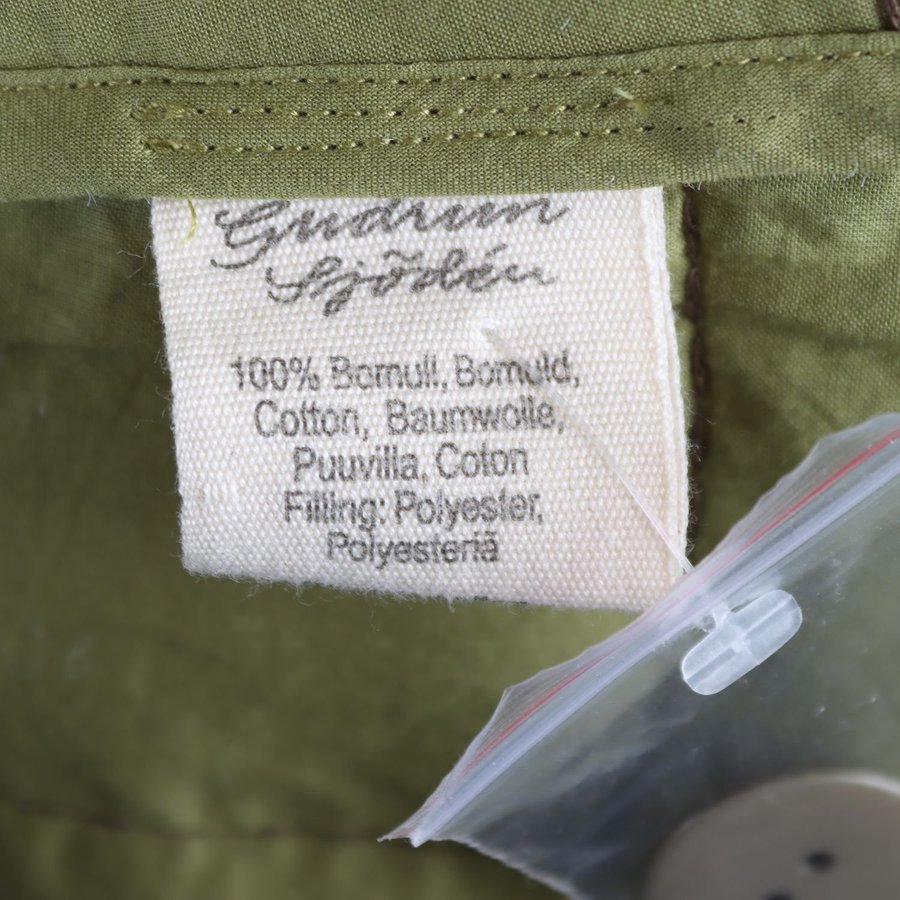 Gudrun
Sjödén
100% Bomull, Bomuld,
Cotton, Baumwolle,
Puuvilla, Coton
Filling: Polyester,
Polyesteriä